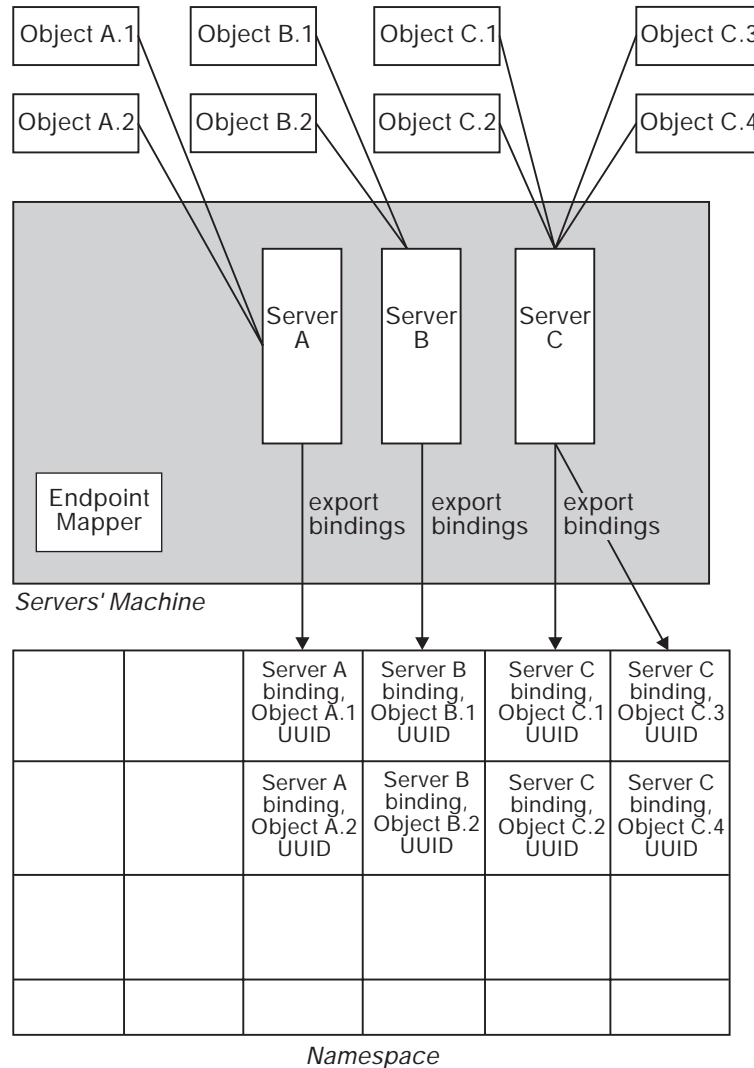 Object A.1
Object B.1
Object C.1
Object C.3
Object A.2
Object B.2
Object C.2
Object C.4
Server
A
Server
B
Server
C
Endpoint
Mapper
export
bindings
export
bindings
export
bindings
Servers' Machine
Server A
binding,
Object A.1
UUID
Server B
binding,
Object B.1
UUID
Server C
binding,
Object C.1
UUID
Server C
binding,
Object C.3
UUID
Server A
binding,
Object A.2
UUID
Server B
binding,
Object B.2
UUID
Server C
binding,
Object C.2
UUID
Server C
binding,
Object C.4
UUID
Namespace